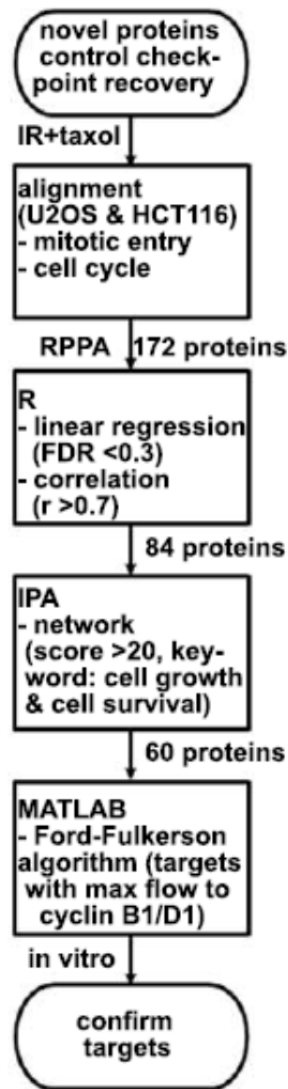 novel proteins
control check-
point recovery
IR+taxol
alignment
(U2OS & HCT116)
- mitotic entry
- cell cycle
RPPA 172 proteins
R
- linear regression
(FDR <0.3)
- correlation
(r >0.7)
84 proteins
IPA
- network
(score >20, key-
word: cell growth
& cell survival)
60 proteins
MATLAB
- Ford-Fulkerson
algorithm (targets
with max flow to
cyclin B1/D1)
in vitro
confirm
targets